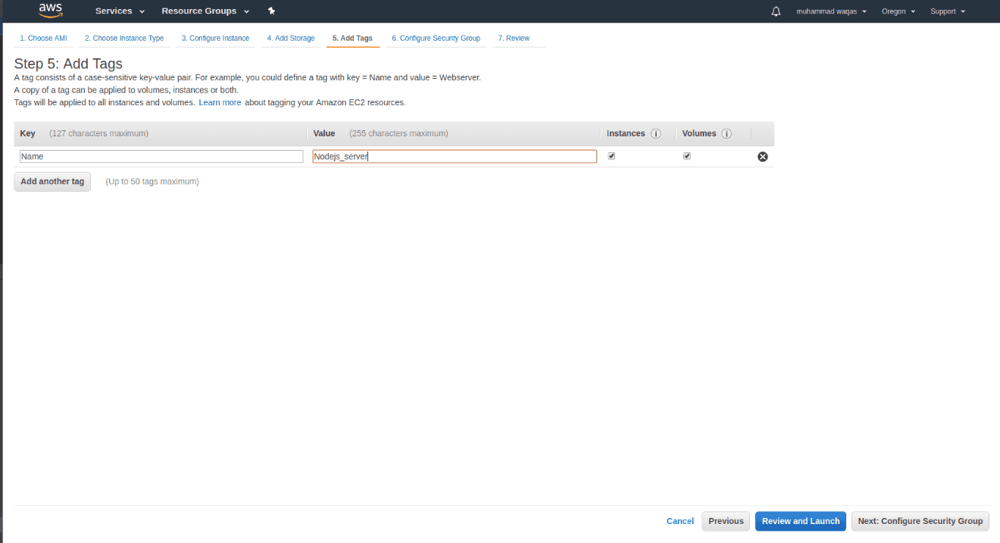 aws Services Resource Groups muhammad waqas Oregon Support
1. Choose AMI 2. Choose Instance Type 3. Configure Instance 4. Add Storage 5. Add Tags 6. Configure Security Group 7. Review
Step 5: Add Tags
A tag consists of a case-sensitive key-value pair. For example, you could define a tag with key = Name and value = Webserver.
A copy of a tag can be applied to volumes, instances or both.
Tags will be applied to all instances and volumes. Learn more about tagging your Amazon EC2 resources.
Key (127 characters maximum) Value (255 characters maximum) Instances i Volumes i
Name Nodejs_server
Add another tag (Up to 50 tags maximum)
Cancel Previous Review and Launch Next: Configure Security Group